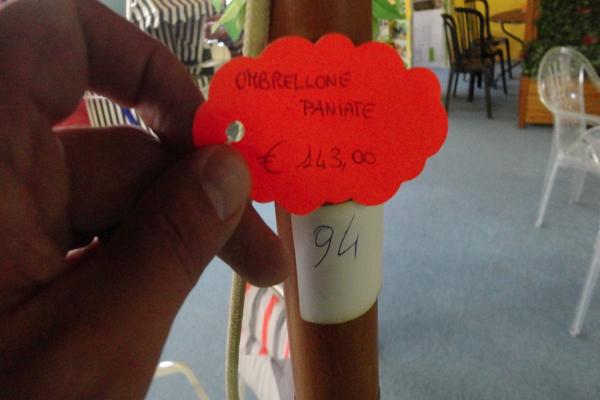 OMBRELLONE
PANIATE
€ 143,00
94